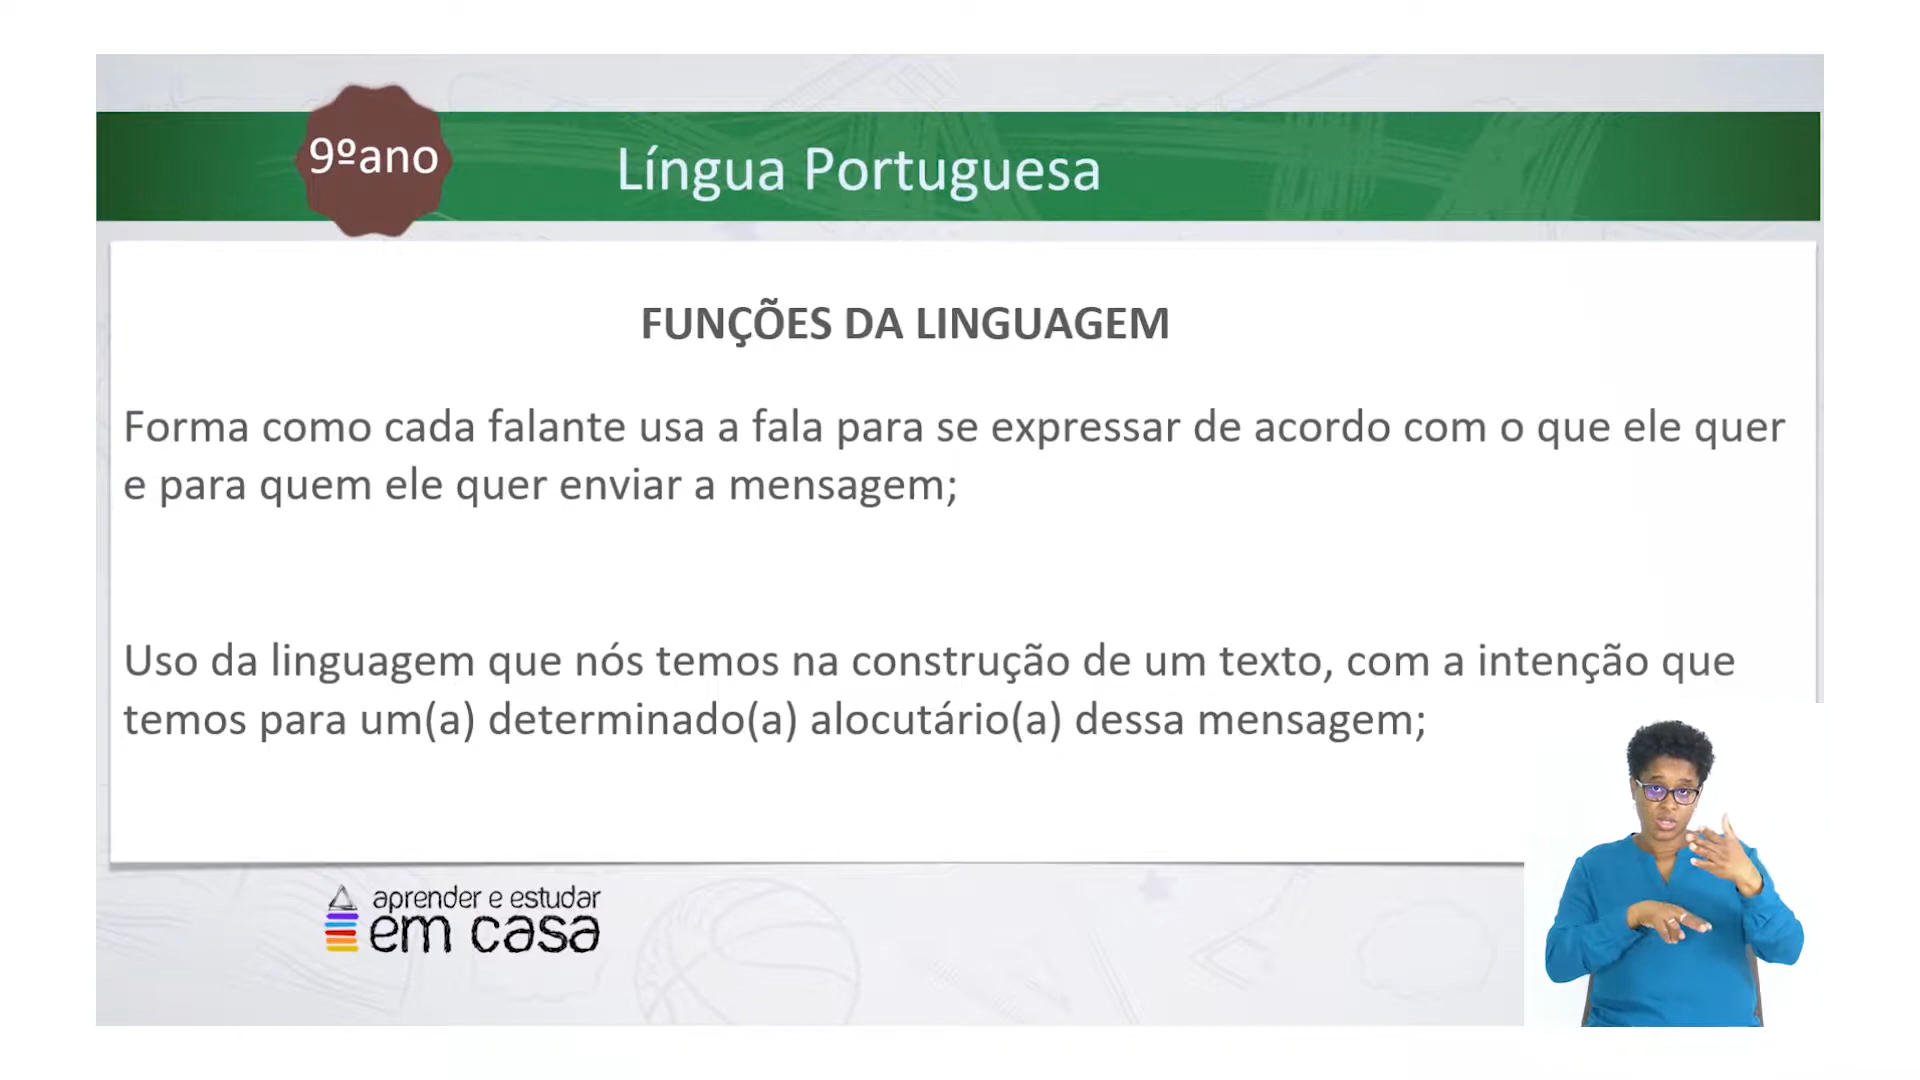 9ºano
Língua Portuguesa
FUNÇÕES DA LINGUAGEM
Forma como cada falante usa a fala para se expressar de acordo com o que ele quer
e para quem ele quer enviar a mensagem;
Uso da linguagem que nós temos na construção de um texto, com a intenção que
temos para um(a) determinado(a) alocutário(a) dessa mensagem;
aprender e estudar
em casa